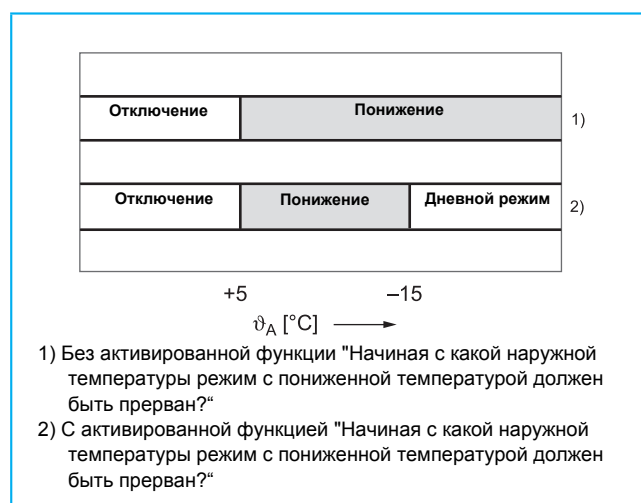 Отключение Понижение 1)
Отключение Понижение Дневной режим 2)
+5 –15
ϑA [°C]
1) Без активированной функции "Начиная с какой наружной
температуры режим с пониженной температурой должен
быть прерван?“
2) С активированной функцией "Начиная с какой наружной
температуры режим с пониженной температурой должен
быть прерван?“